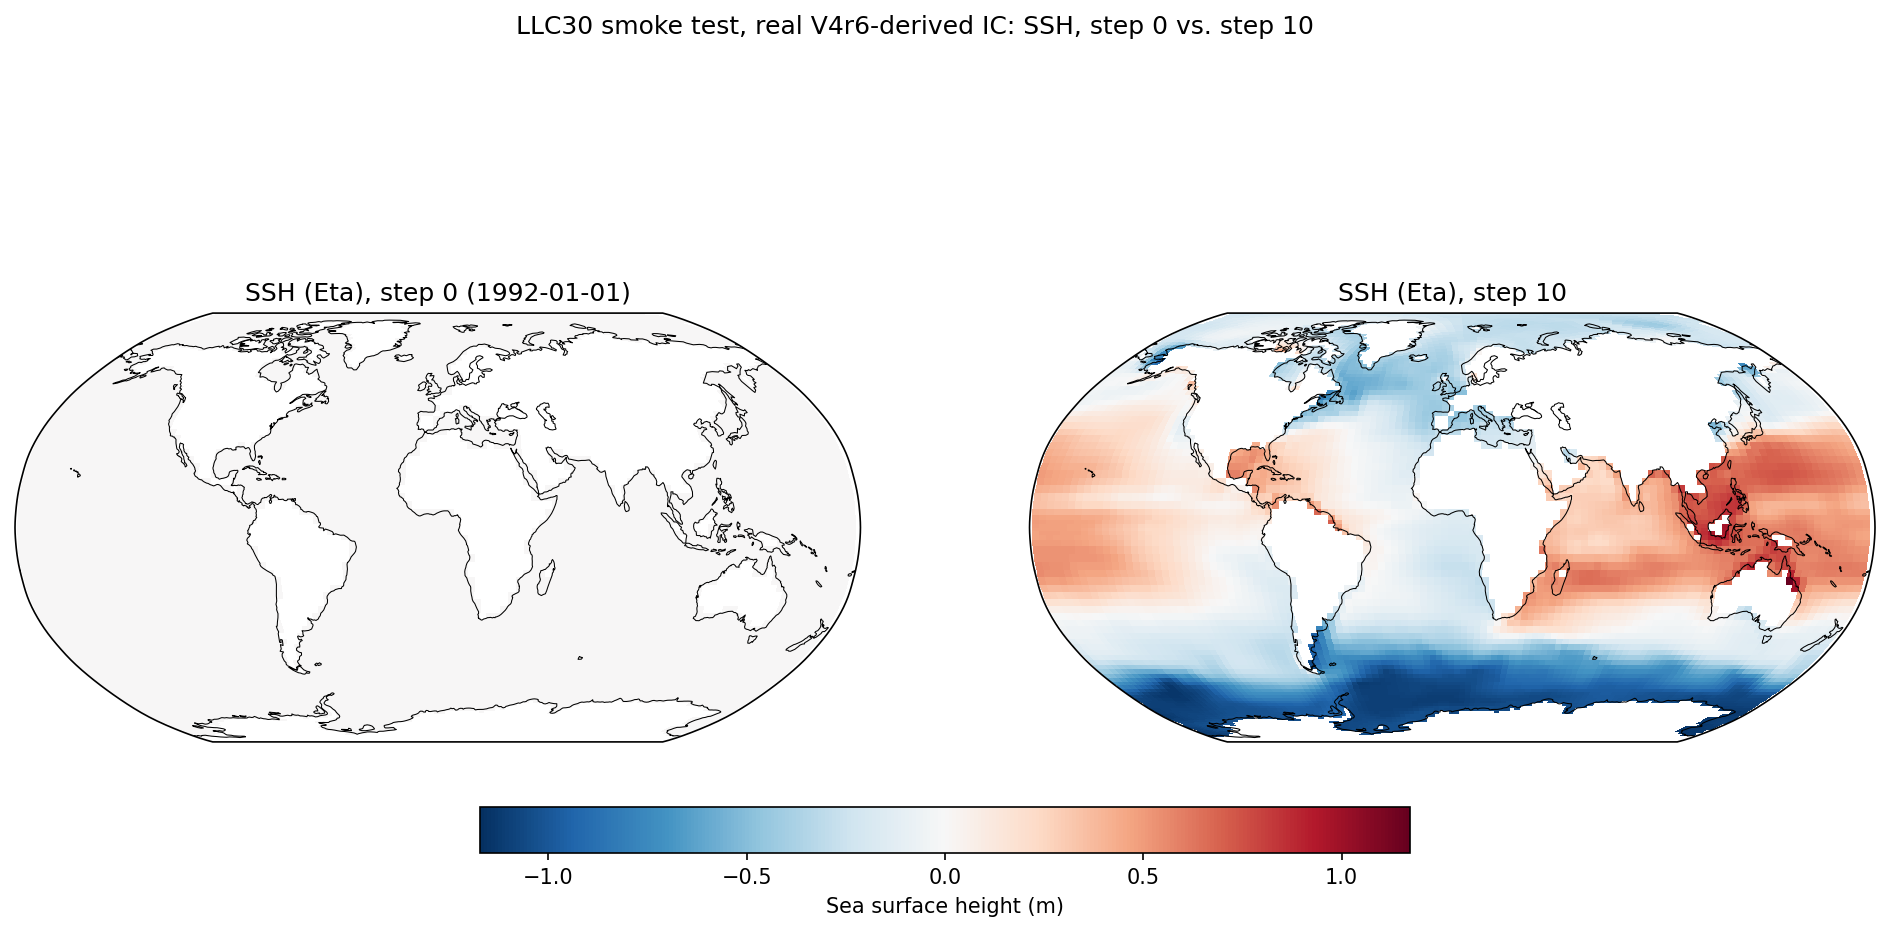 LLC30 smoke test, real V4r6-derived IC: SSH, step 0 vs. step 10
SSH (Eta), step 0 (1992-01-01)
SSH (Eta), step 10
−1.0
−0.5
0.0
0.5
1.0
Sea surface height (m)